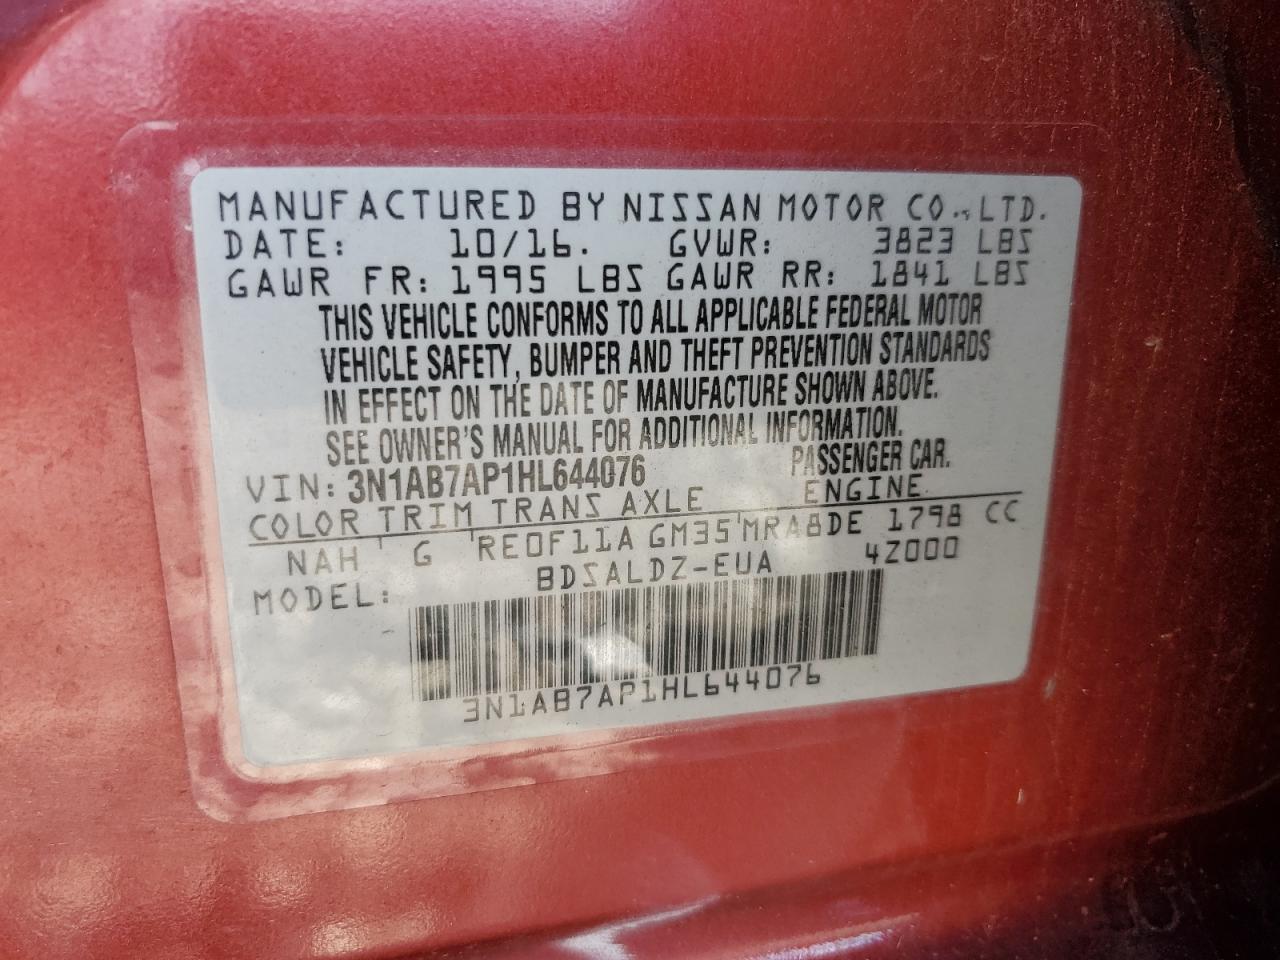 MANUFACTURED BY NISSAN MOTOR CO., LTD.
DATE: 10/16. GVWR: 3823 LBS
GAWR FR: 1995 LBS GAWR RR: 1841 LBS
THIS VEHICLE CONFORMS TO ALL APPLICABLE FEDERAL MOTOR
VEHICLE SAFETY, BUMPER AND THEFT PREVENTION STANDARDS
IN EFFECT ON THE DATE OF MANUFACTURE SHOWN ABOVE.
SEE OWNER'S MANUAL FOR ADDITIONAL INFORMATION.
VIN: 3N1AB7AP1HL644076 PASSENGER CAR.
COLOR TRIM TRANS AXLE ENGINE
NAH G RE0F11A GM35 MRA8DE 1798 CC
MODEL: BDSALDZ-EUA 4Z000
3N1AB7AP1HL644076